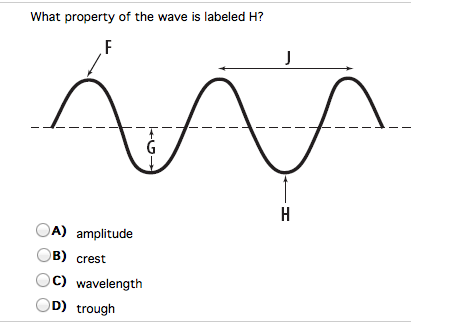 What property of the wave is labeled H?
F
J
G
H
A) amplitude
B) crest
C) wavelength
D) trough